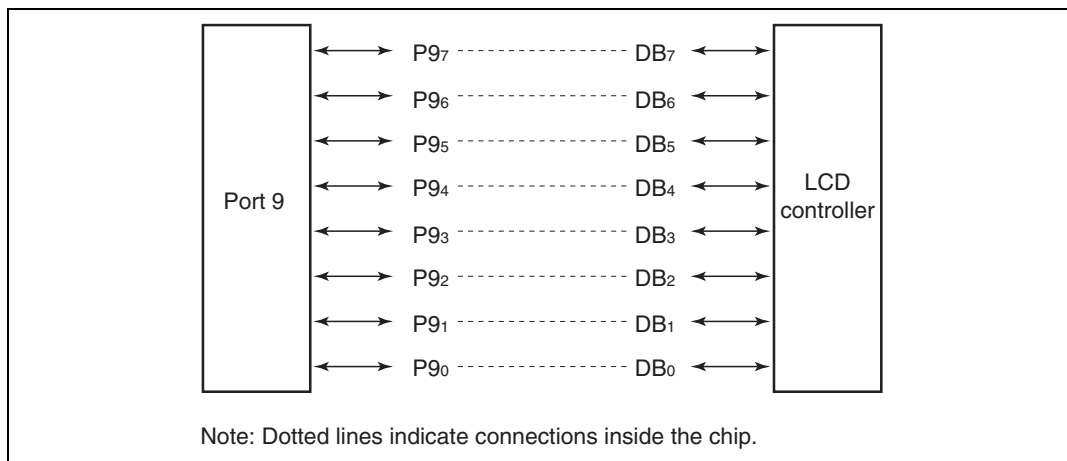 P97 DB7
P96 DB6
P95 DB5
P94 DB4
Port 9
LCD
controller
P93 DB3
P92 DB2
P91 DB1
P90 DB0
Note: Dotted lines indicate connections inside the chip.